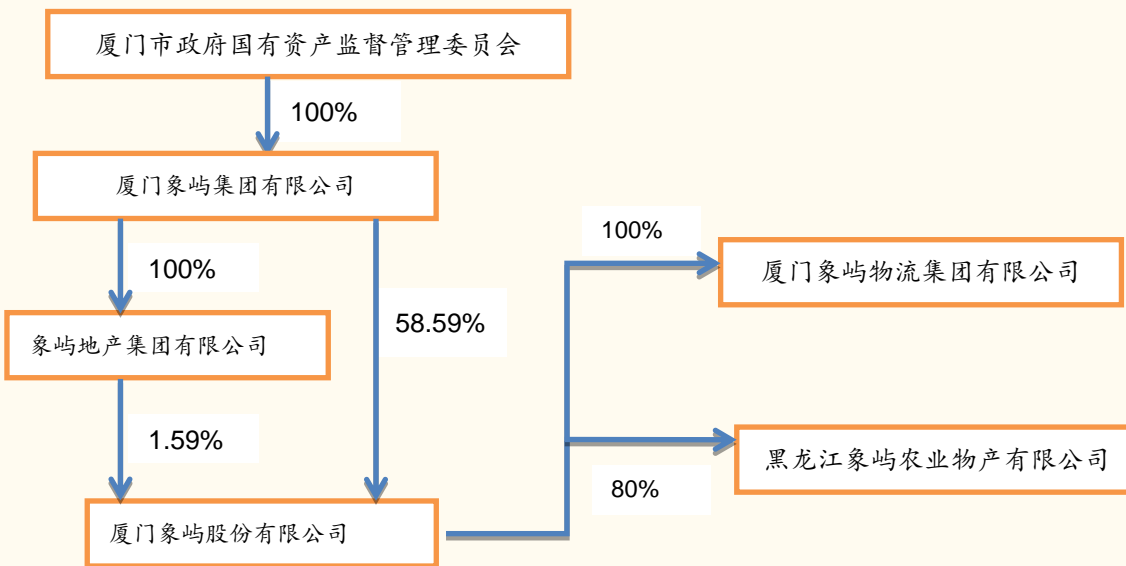 厦门市政府国有资产监督管理委员会
100%
厦门象屿集团有限公司
100%
100%
厦门象屿物流集团有限公司
58.59%
象屿地产集团有限公司
1.59%
黑龙江象屿农业物产有限公司
80%
厦门象屿股份有限公司